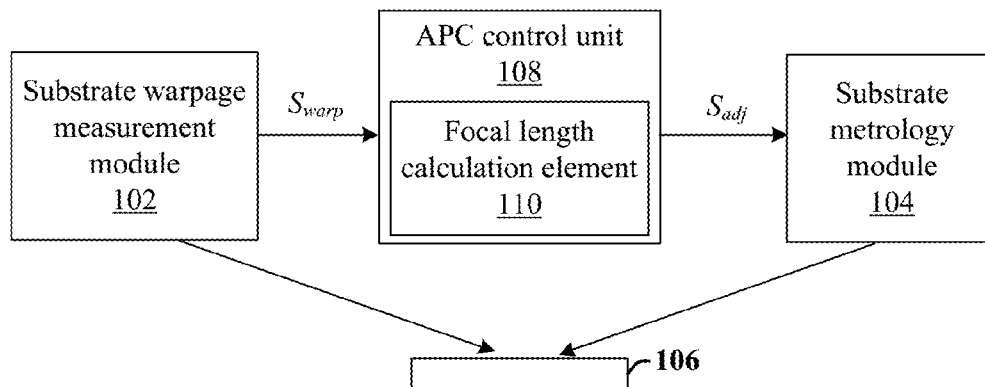 Substrate warpage
measurement
module
102
S_warp
APC control unit
108
Focal length
calculation element
110
S_adj
Substrate
metrology
module
104
106